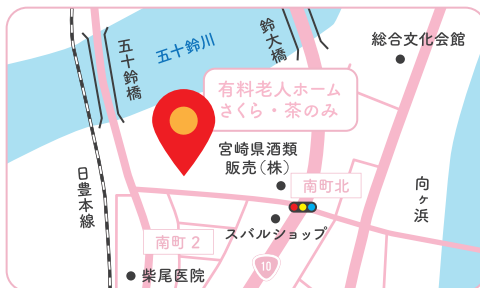 五十鈴橋
五十鈴川
鈴大橋
総合文化会館
有料老人ホーム
さくら・茶のみ
宮崎県酒類
販売(株)
日豊本線
南町北
向ヶ浜
南町2
スバルショップ
10
柴尾医院